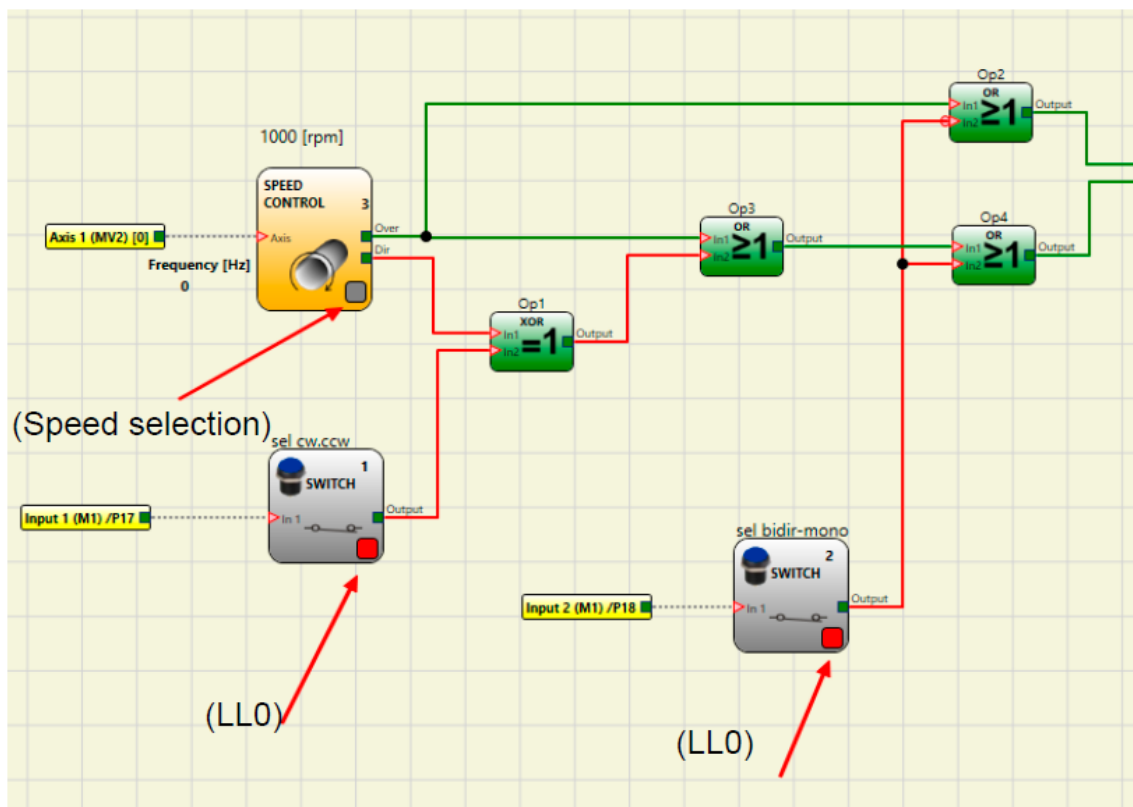 Op2
OR
In1
≥1
In2
Output
1000 [rpm]
SPEED
CONTROL
3
Axis 1 (MV2) [0]
Axis
Over
Dir
Frequency [Hz]
0
Op3
OR
In1
≥1
In2
Output
Op4
OR
In1
≥1
In2
Output
Op1
XOR
In1
=1
In2
Output
(Speed selection)
sel cw.ccw
1
SWITCH
Input 1 (M1) /P17
In 1
Output
sel bidir-mono
2
SWITCH
Input 2 (M1) /P18
In 1
Output
(LL0)
(LL0)